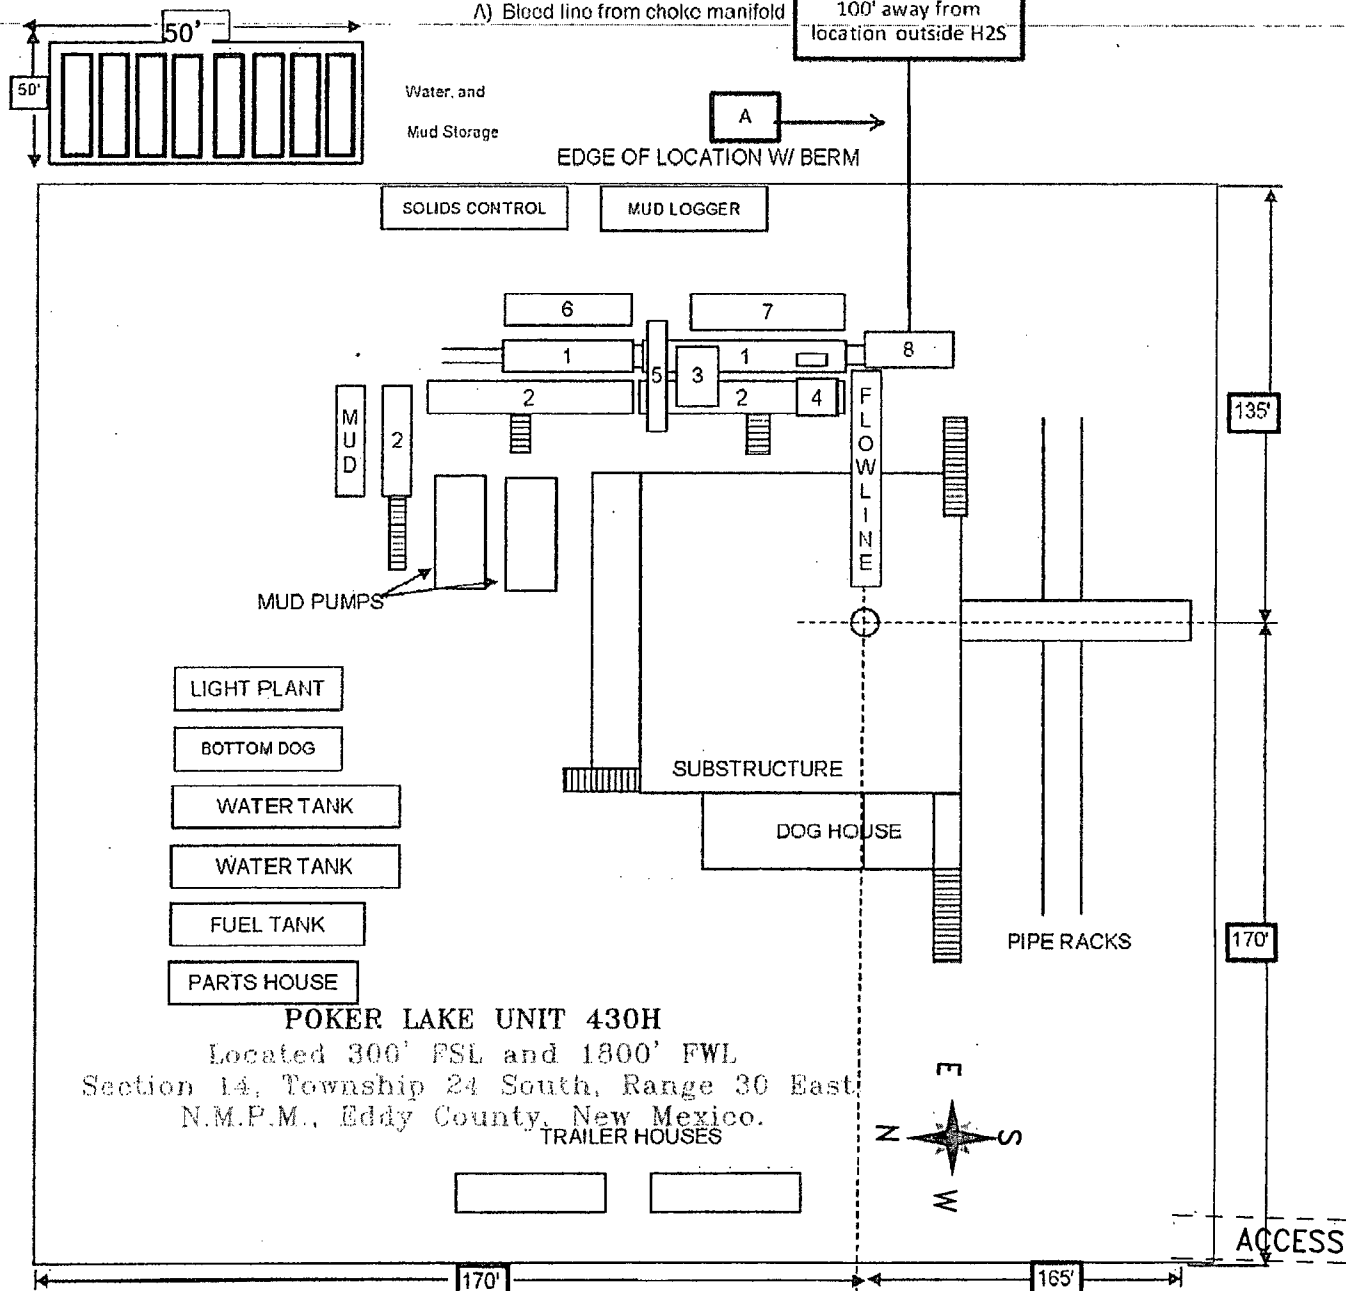 A) Bleed line from choke manifold
100' away from
location outside H2S
50'
50'
Water, and
Mud Storage
A
EDGE OF LOCATION W/ BERM
SOLIDS CONTROL
MUD LOGGER
6
7
1
1
8
5
3
2
2
4
MUD
2
FLOWLINE
135'
MUD PUMPS
LIGHT PLANT
BOTTOM DOG
WATER TANK
WATER TANK
FUEL TANK
PARTS HOUSE
SUBSTRUCTURE
DOG HOUSE
PIPE RACKS
170'
POKER LAKE UNIT 430H
Located 300' FSL and 1800' FWL
Section 14, Township 24 South, Range 30 East
N.M.P.M., Eddy County, New Mexico.
TRAILER HOUSES
E
N
S
W
ACCESS
170'
165'